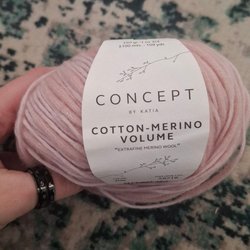 CONCEPT
BY KATIA
COTTON-MERINO
VOLUME
"EXTRAFINE MERINO WOOL"